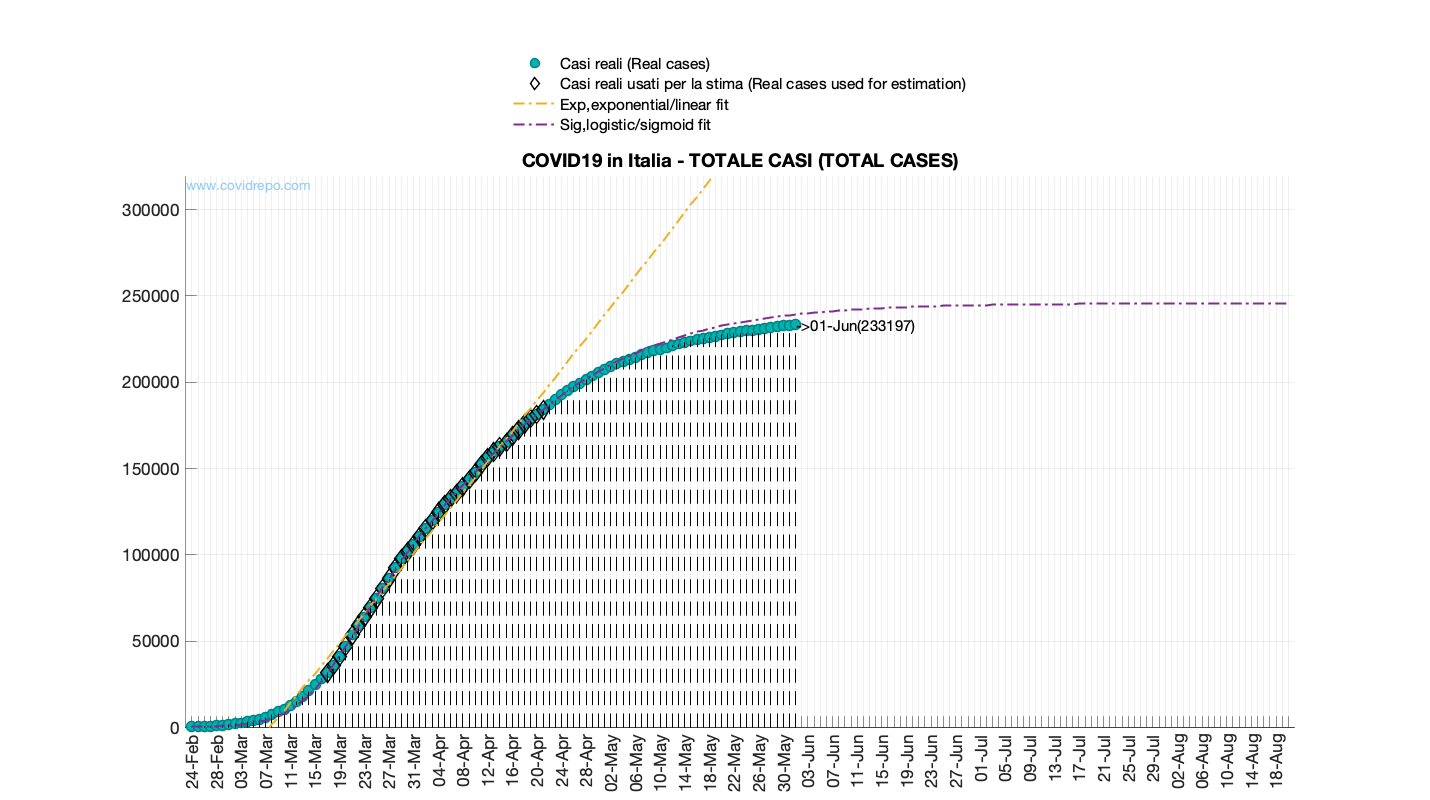 Casi reali (Real cases)
Casi reali usati per la stima (Real cases used for estimation)
Exp,exponential/linear fit
Sig,logistic/sigmoid fit
COVID19 in Italia - TOTALE CASI (TOTAL CASES)
www.covidrepo.com
300000
250000
200000
150000
100000
50000
0
->01-Jun(233197)
24-Feb
28-Feb
03-Mar
07-Mar
11-Mar
15-Mar
19-Mar
23-Mar
27-Mar
31-Mar
04-Apr
08-Apr
12-Apr
16-Apr
20-Apr
24-Apr
28-Apr
02-May
06-May
10-May
14-May
18-May
22-May
26-May
30-May
03-Jun
07-Jun
11-Jun
15-Jun
19-Jun
23-Jun
27-Jun
01-Jul
05-Jul
09-Jul
13-Jul
17-Jul
21-Jul
25-Jul
29-Jul
02-Aug
06-Aug
10-Aug
14-Aug
18-Aug